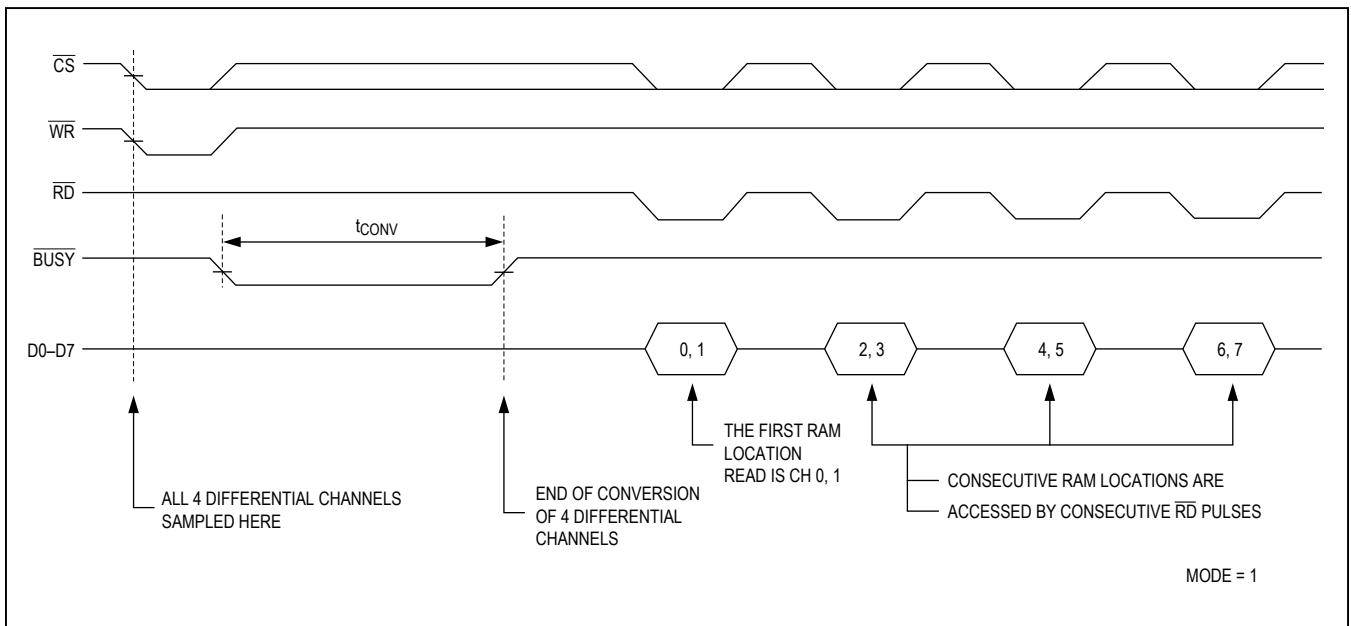 CS
WR
RD
tCONV
BUSY
D0–D7
0, 1
2, 3
4, 5
6, 7
THE FIRST RAM
LOCATION
READ IS CH 0, 1
ALL 4 DIFFERENTIAL CHANNELS
SAMPLED HERE
END OF CONVERSION
OF 4 DIFFERENTIAL
CHANNELS
CONSECUTIVE RAM LOCATIONS ARE
ACCESSED BY CONSECUTIVE RD PULSES
MODE = 1